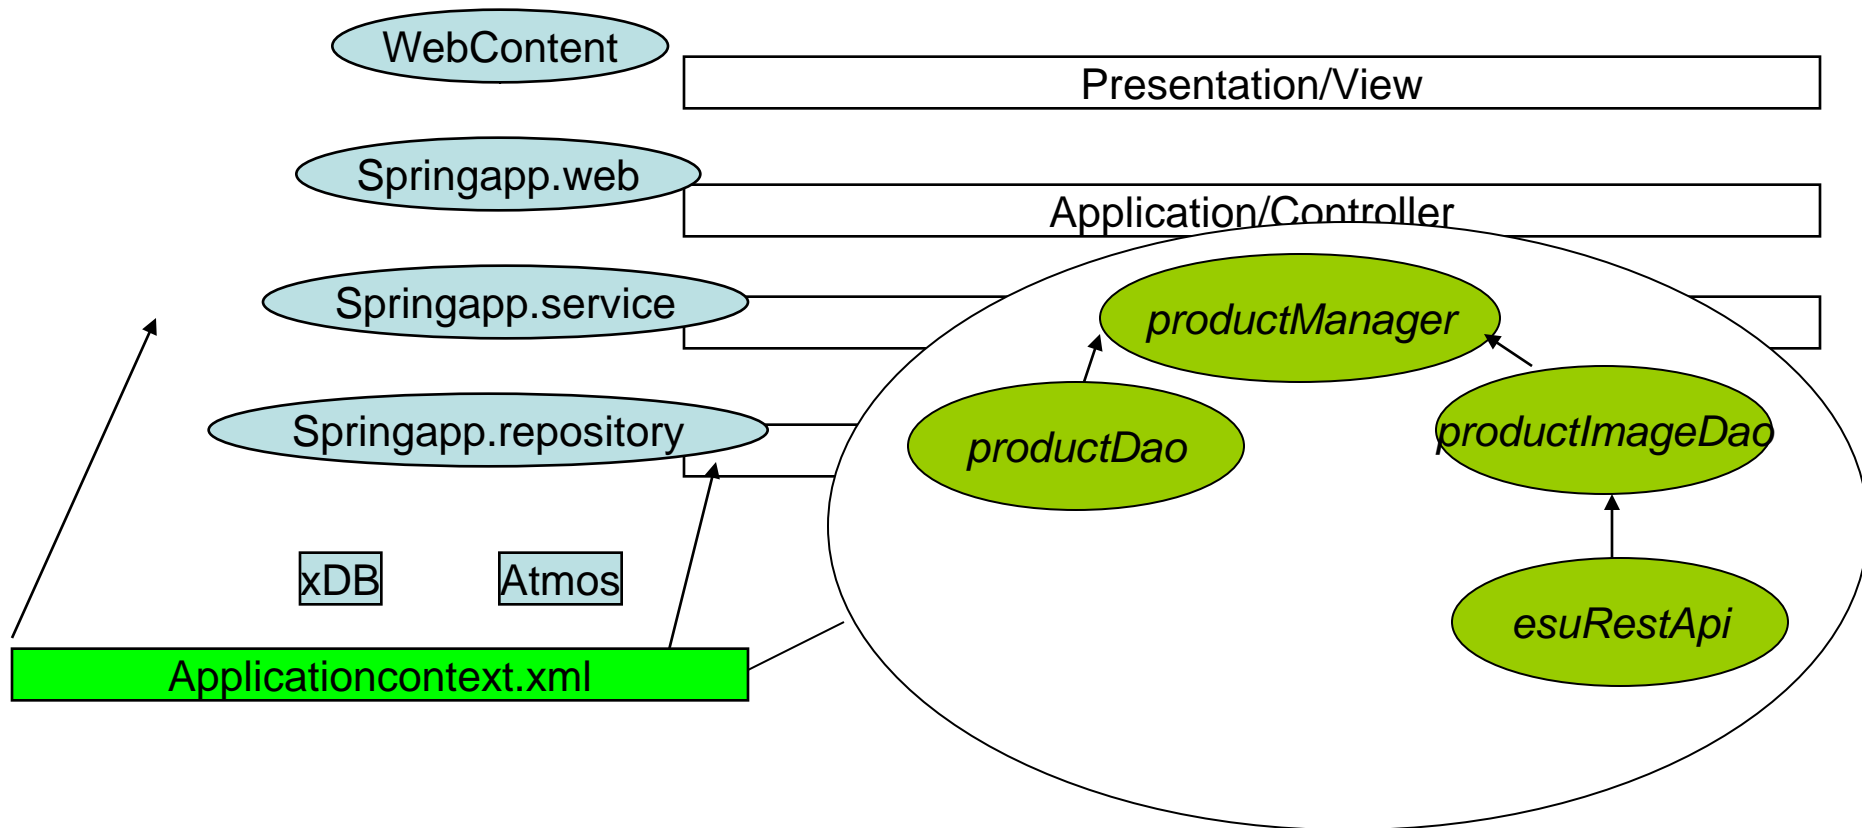 WebContent
Presentation/View
Springapp.web
Application/Controller
Springapp.service
productManager
Springapp.repository
productDao
productImageDao
xDB
Atmos
esuRestApi
Applicationcontext.xml